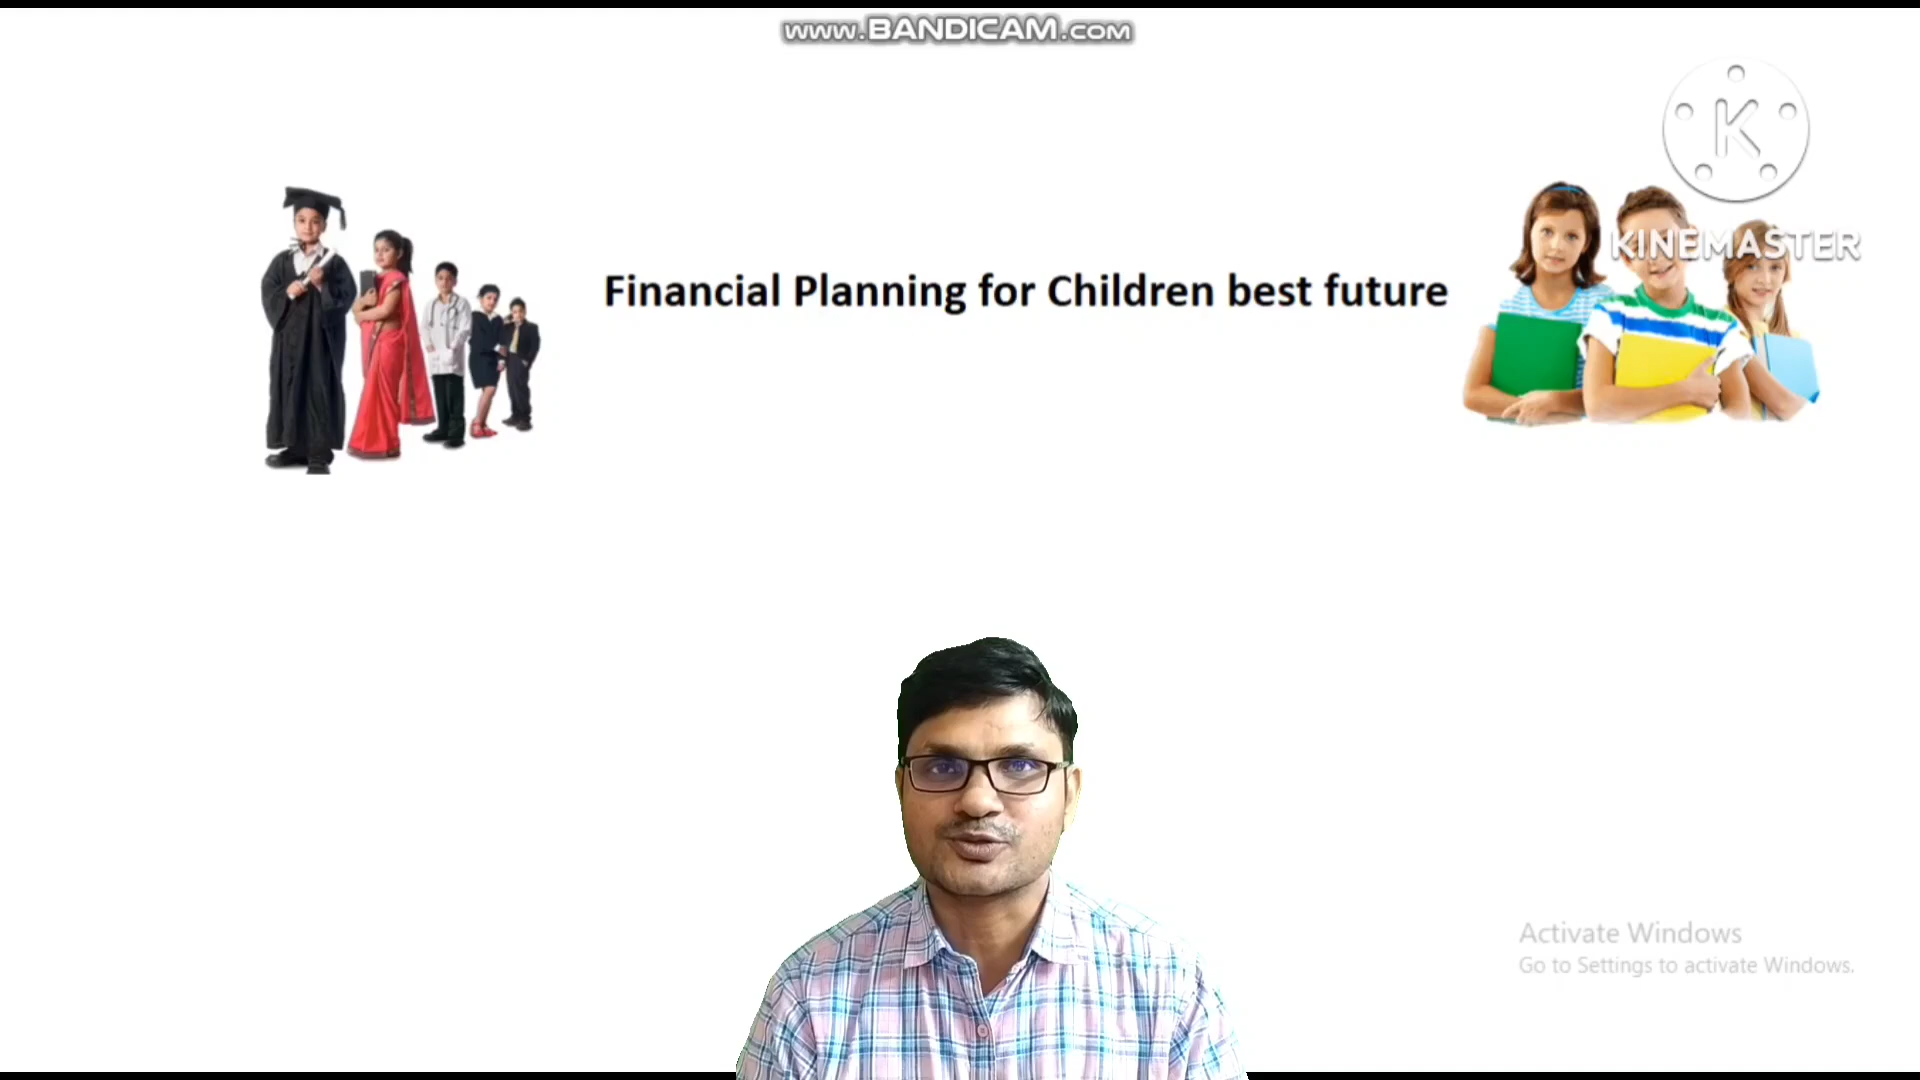 www.BANDICAM.com
K
KINEMASTER
Financial Planning for Children best future
Activate Windows
Go to Settings to activate Windows.